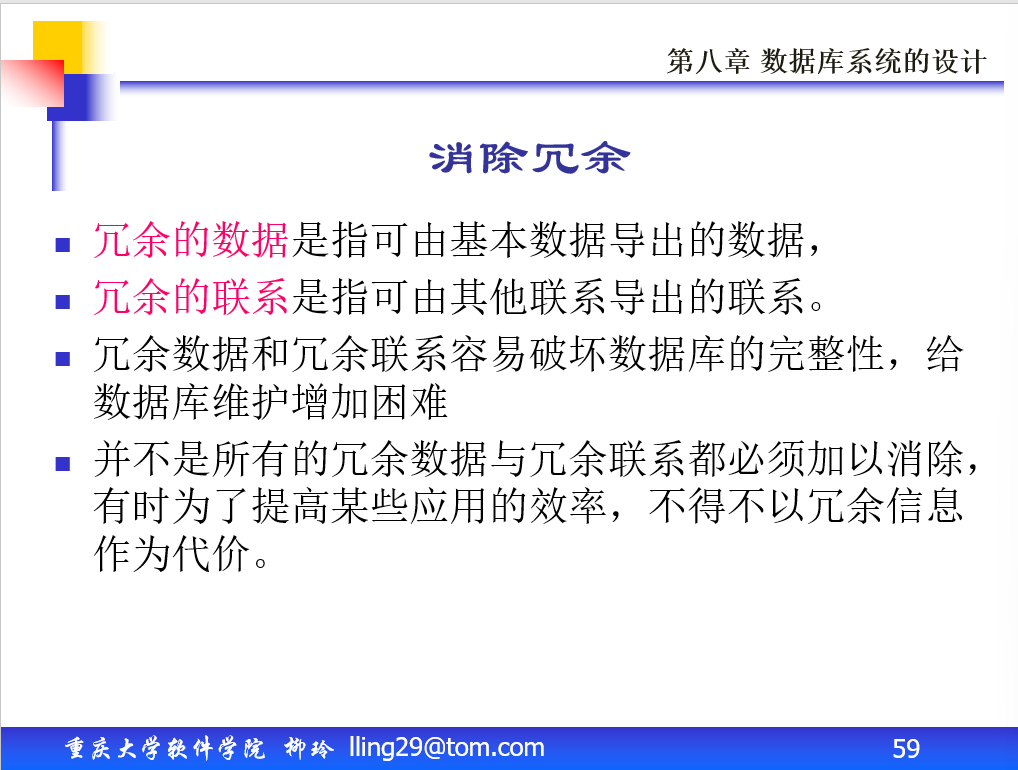 第八章 数据库系统的设计
消除冗余
冗余的数据是指可由基本数据导出的数据，
冗余的联系是指可由其他联系导出的联系。
冗余数据和冗余联系容易破坏数据库的完整性，给
数据库维护增加困难
并不是所有的冗余数据与冗余联系都必须加以消除，
有时为了提高某些应用的效率，不得不以冗余信息
作为代价。
重庆大学软件学院 柳玲 lling29@tom.com 59